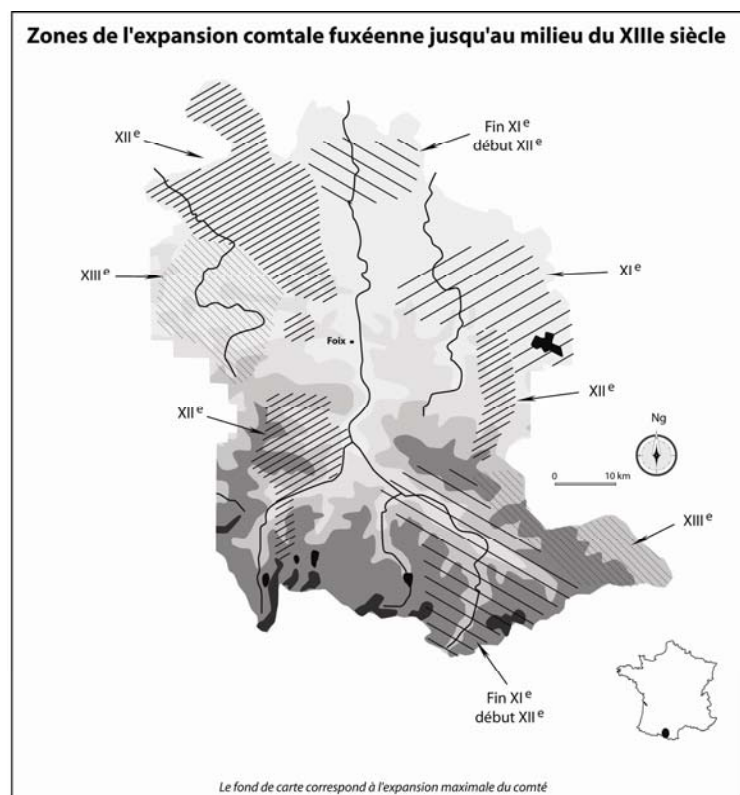 Zones de l'expansion comtale fuxéenne jusqu'au milieu du XIIIe siècle
XIIe
Fin XIe
début XIIe
XIIIe
XIe
Foix
XIIe
XIIe
Ng
0 10 km
XIIIe
Fin XIe
début XIIe
Le fond de carte correspond à l'expansion maximale du comté